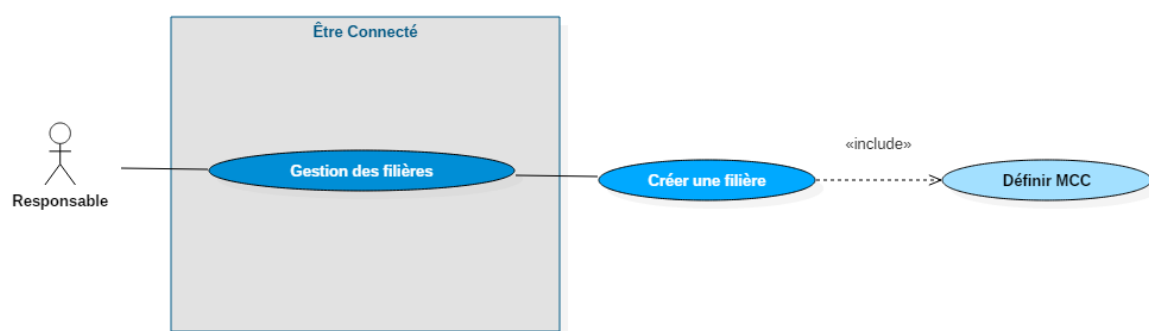 Être Connecté
Responsable
Gestion des filières
Créer une filière
«include»
Définir MCC